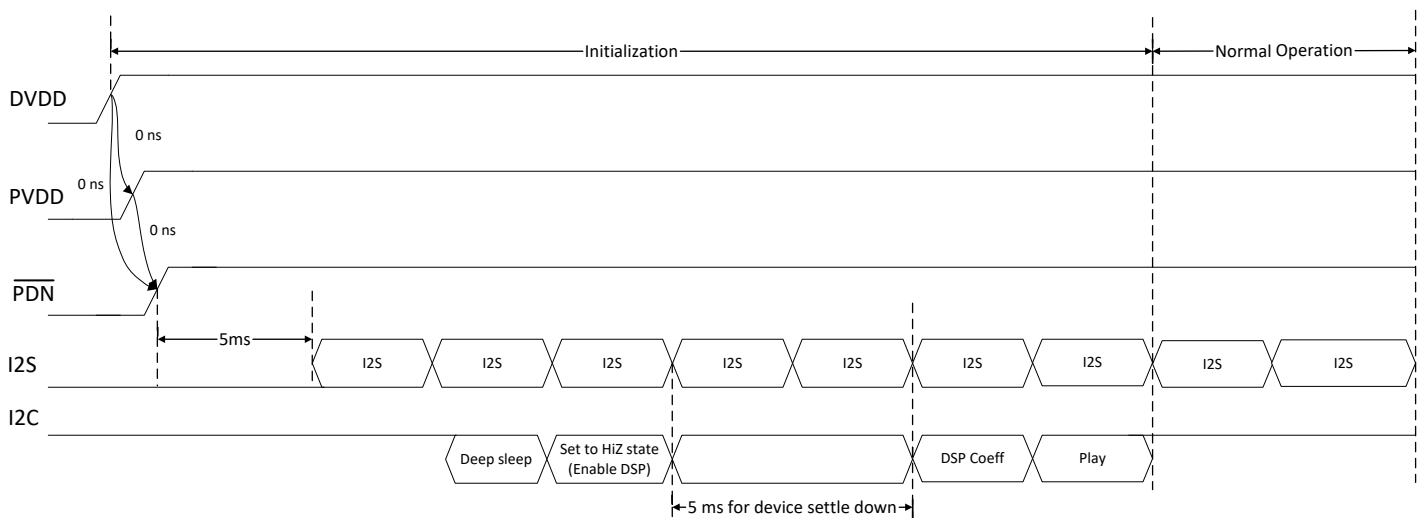 Initialization
Normal Operation
DVDD
0 ns
0 ns
PVDD
0 ns
PDN
5ms
I2S
I2S
I2S
I2S
I2S
I2S
I2S
I2S
I2S
I2S
I2C
Deep sleep
Set to HiZ state
(Enable DSP)
DSP Coeff
Play
5 ms for device settle down